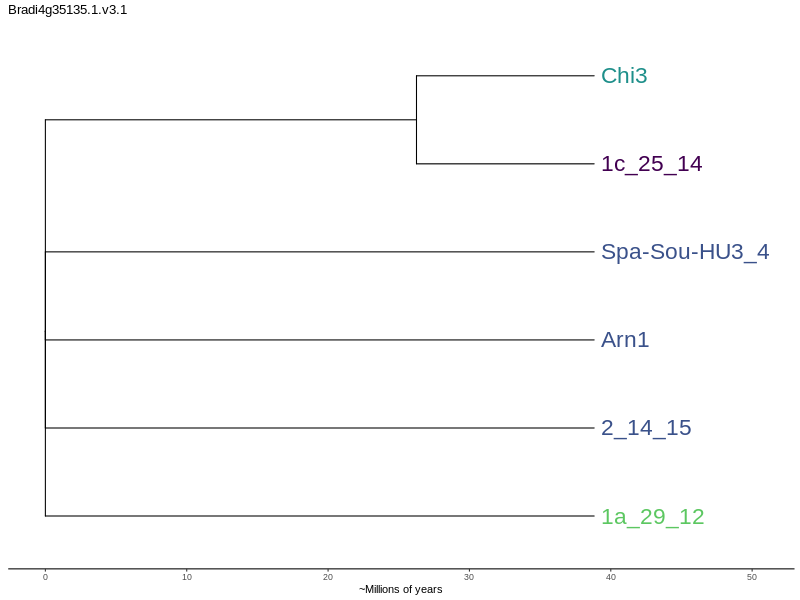 Bradi4g35135.1.v3.1
Chi3
1c_25_14
Spa-Sou-HU3_4
Arn1
2_14_15
1a_29_12
0 10 20 30 40 50
~Millions of years